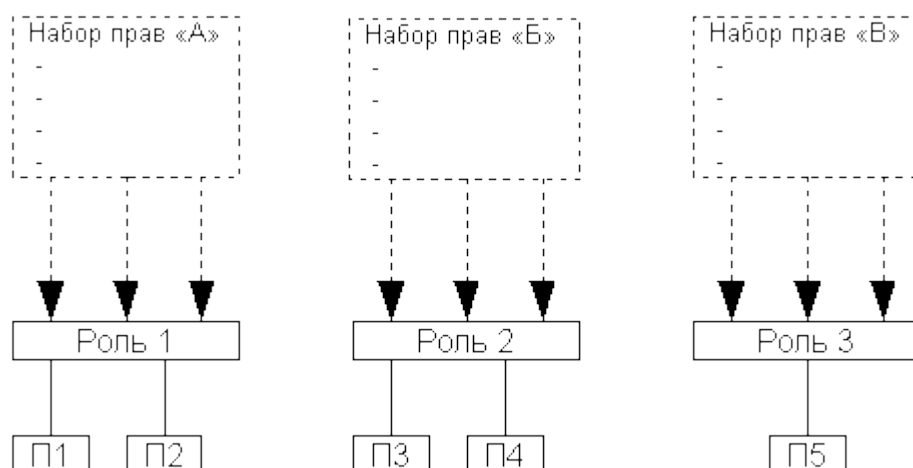 Набор прав «А»
-
-
-
-
Набор прав «Б»
-
-
-
-
Набор прав «В»
-
-
-
-
Роль 1
Роль 2
Роль 3
П1
П2
П3
П4
П5